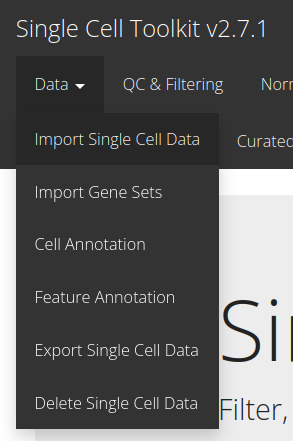 Single Cell Toolkit v2.7.1
Data QC & Filtering
Import Single Cell Data
Import Gene Sets
Cell Annotation
Feature Annotation
Export Single Cell Data
Delete Single Cell Data
Filter,